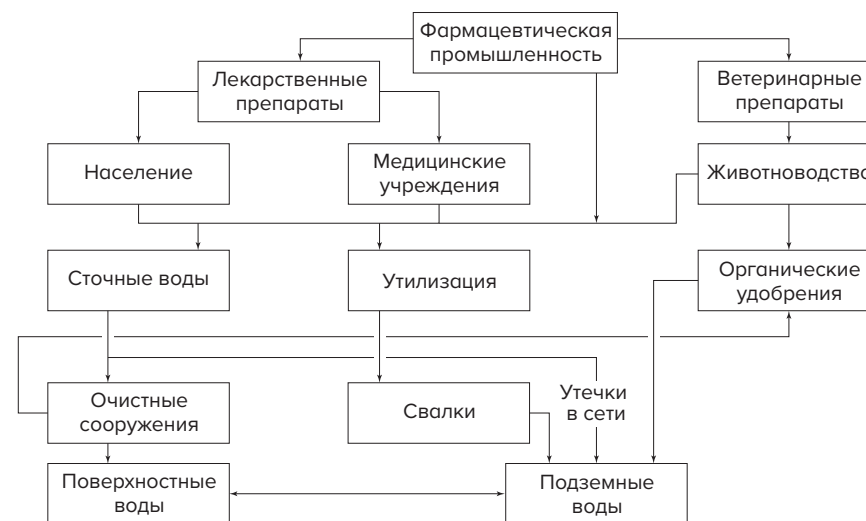 Фармацевтическая
промышленность
Лекарственные
препараты
Ветеринарные
препараты
Население
Медицинские
учреждения
Животноводство
Сточные воды
Утилизация
Органические
удобрения
Очистные
сооружения
Свалки
Утечки
в сети
Поверхностные
воды
Подземные
воды